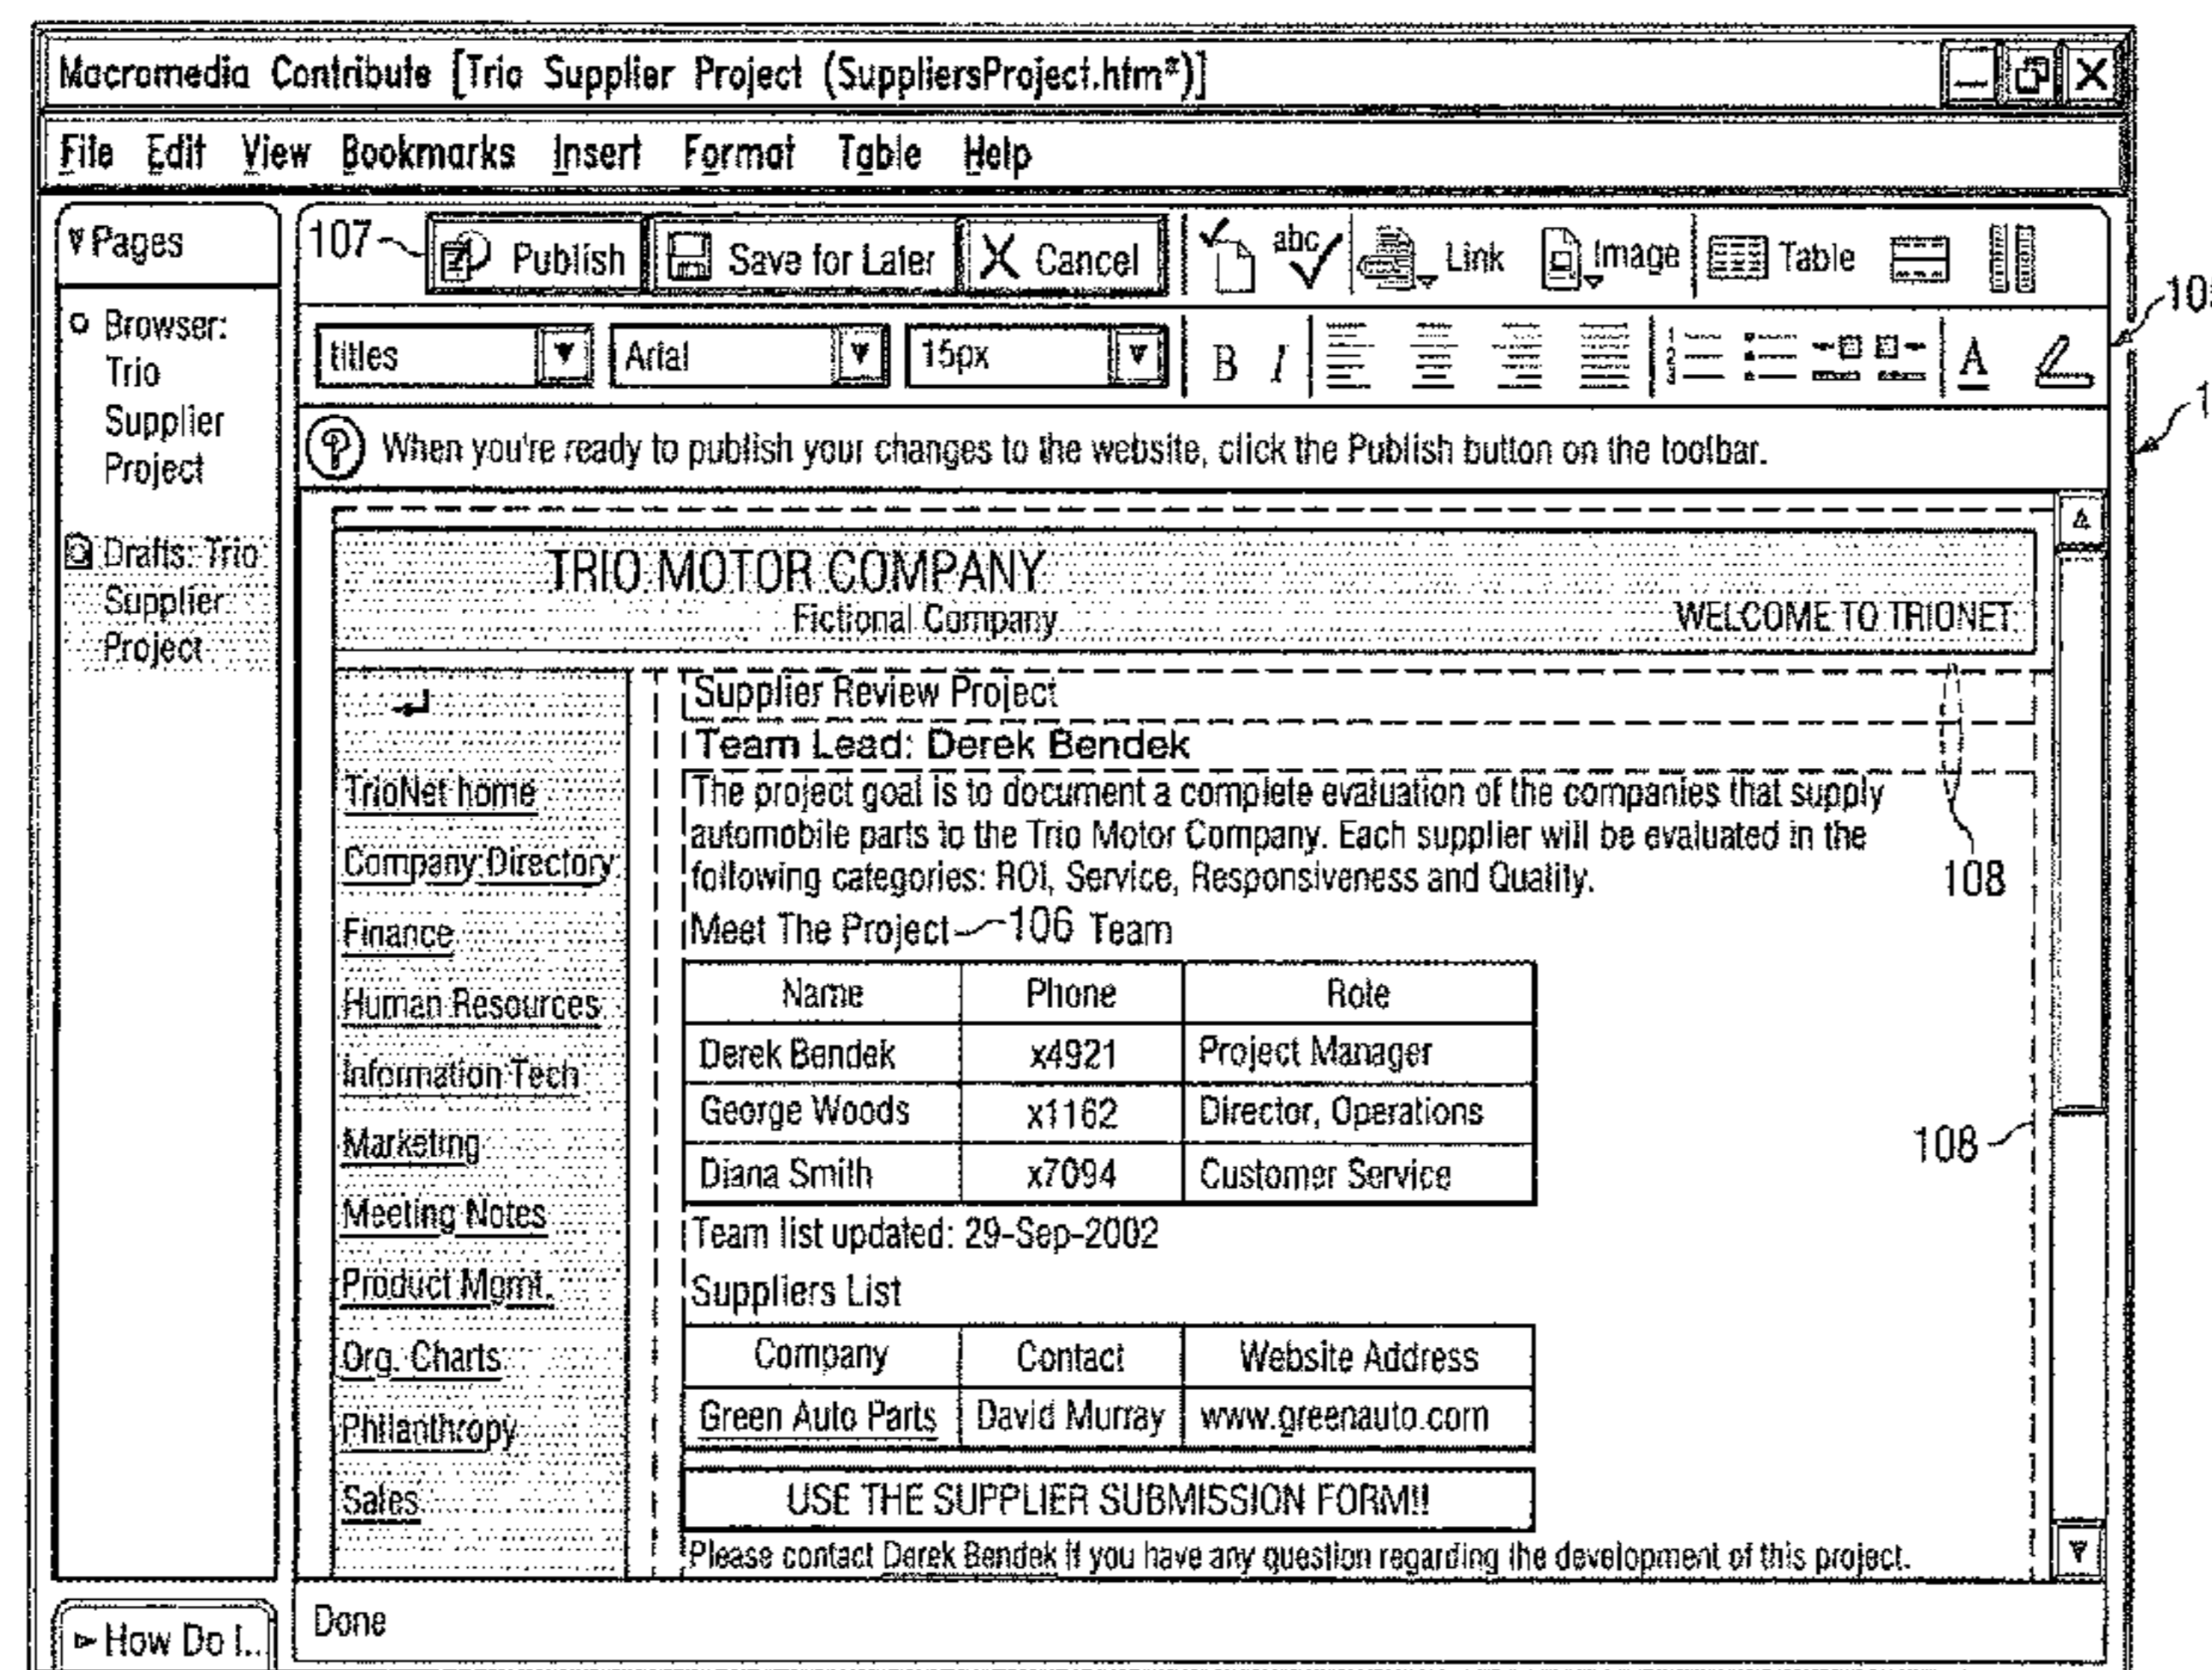 Macromedia Contribute [Trio Supplier Project (SuppliersProject.htm*)]
File Edit View Bookmarks Insert Format Table Help
Pages
Browser:
Trio
Supplier
Project
Drafts: Trio
Supplier
Project
107 Publish Save for Later Cancel abc Link Image Table
titles Arial 15px B I 1 2 3 A
When you're ready to publish your changes to the website, click the Publish button on the toolbar.
TRIO MOTOR COMPANY
Fictional Company
WELCOME TO TRIONET
TrioNet home
Company Directory
Finance
Human Resources
Information Tech
Marketing
Meeting Notes
Product Mgmt.
Org. Charts
Philanthropy
Sales
Supplier Review Project
Team Lead: Derek Bendek
The project goal is to document a complete evaluation of the companies that supply
automobile parts to the Trio Motor Company. Each supplier will be evaluated in the
following categories: ROI, Service, Responsiveness and Quality.
108
Meet The Project 106 Team
Name Phone Role
Derek Bendek x4921 Project Manager
George Woods x1162 Director, Operations
Diana Smith x7094 Customer Service
108
Team list updated: 29-Sep-2002
Suppliers List
Company Contact Website Address
Green Auto Parts David Murray www.greenauto.com
USE THE SUPPLIER SUBMISSION FORM!!
Please contact Derek Bendek if you have any question regarding the development of this project.
How Do I...
Done